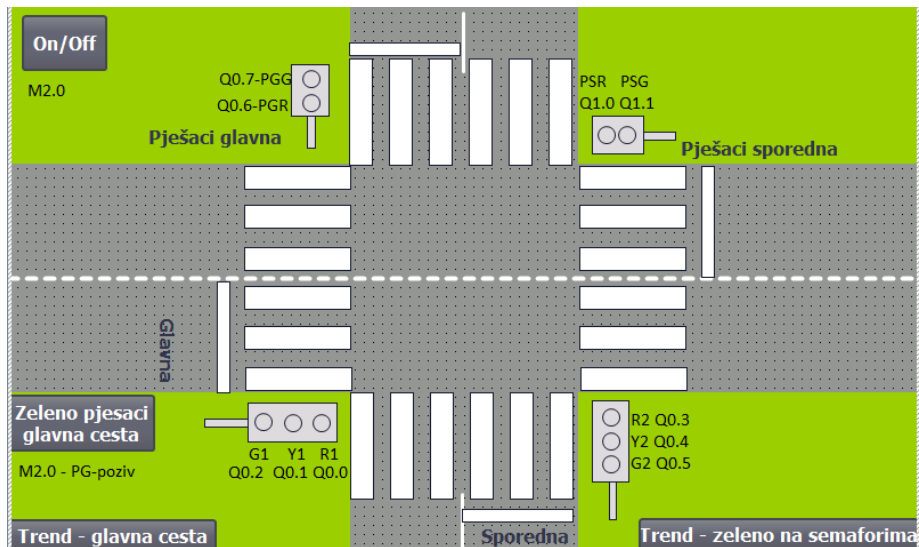 On/Off
M2.0
Q0.7-PGG
Q0.6-PGR
Pješaci glavna
PSR PSG
Q1.0 Q1.1
Pješaci sporedna
Glavna
Zeleno pjesaci
glavna cesta
M2.0 - PG-poziv
G1 Y1 R1
Q0.2 Q0.1 Q0.0
R2 Q0.3
Y2 Q0.4
G2 Q0.5
Trend - glavna cesta
Sporedna
Trend - zeleno na semaforima